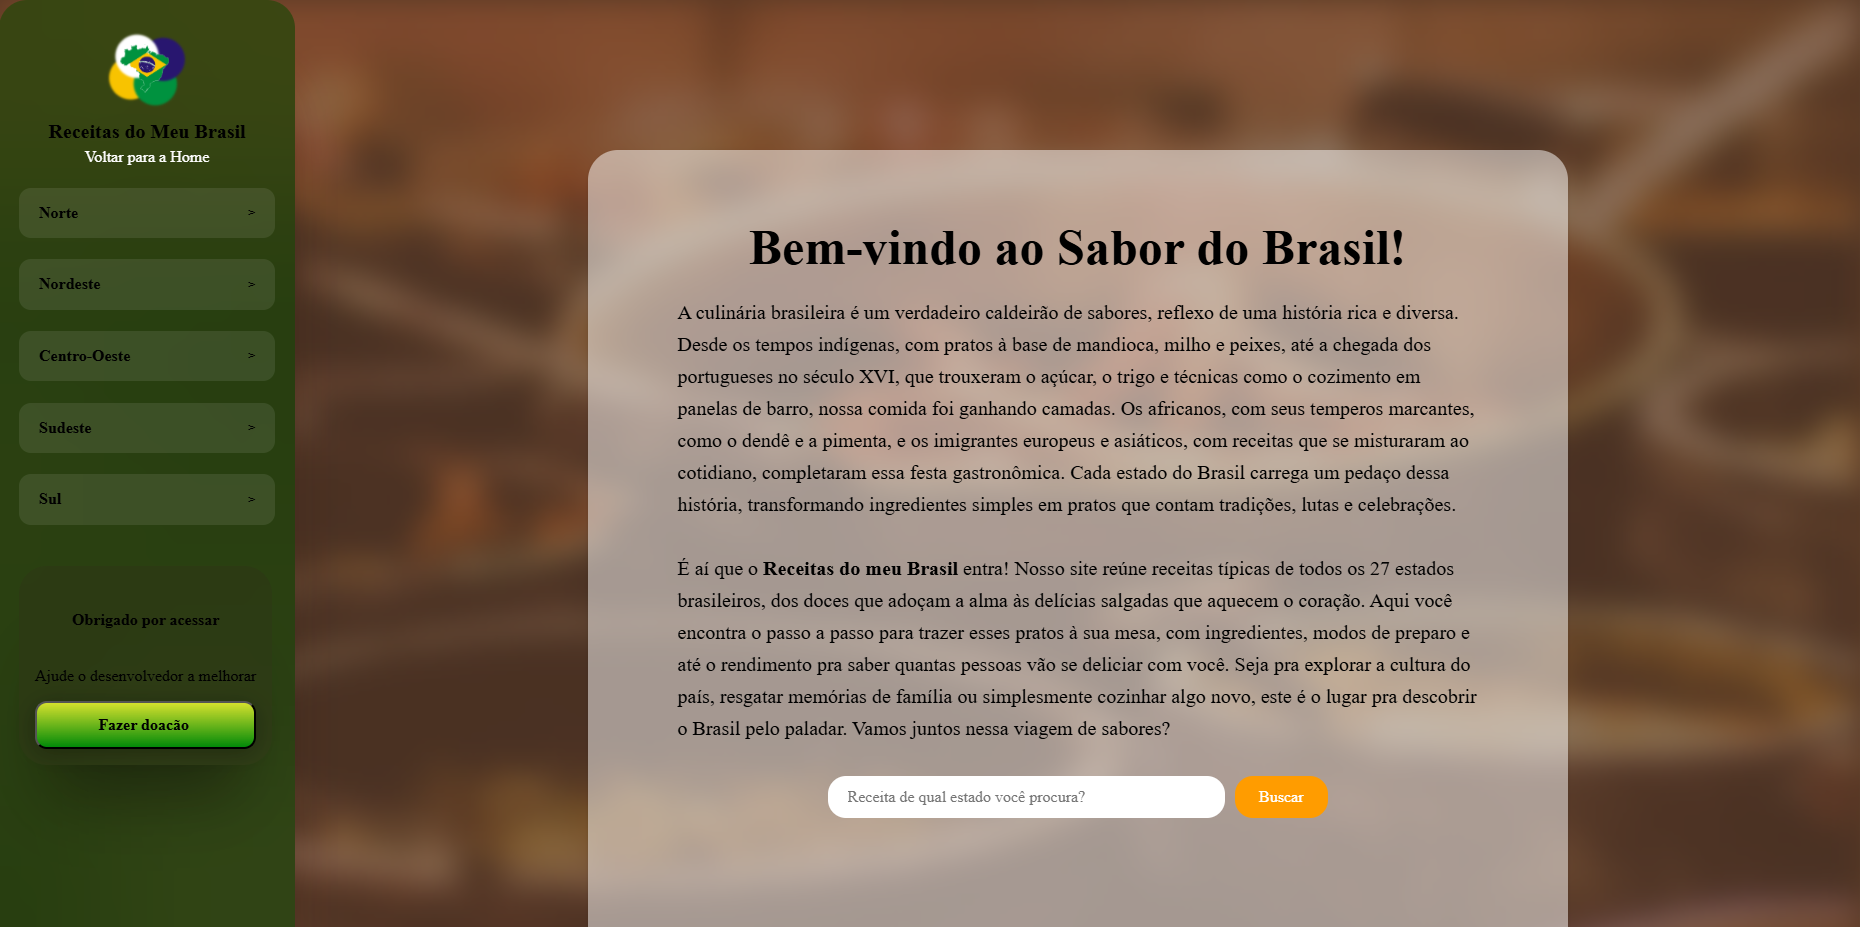 Receitas do Meu Brasil
Voltar para a Home
Norte >
Nordeste >
Centro-Oeste >
Sudeste >
Sul >
Obrigado por acessar
Ajude o desenvolvedor a melhorar
Fazer doacão
Bem-vindo ao Sabor do Brasil!
A culinária brasileira é um verdadeiro caldeirão de sabores, reflexo de uma história rica e diversa.
Desde os tempos indígenas, com pratos à base de mandioca, milho e peixes, até a chegada dos
portugueses no século XVI, que trouxeram o açúcar, o trigo e técnicas como o cozimento em
panelas de barro, nossa comida foi ganhando camadas. Os africanos, com seus temperos marcantes,
como o dendê e a pimenta, e os imigrantes europeus e asiáticos, com receitas que se misturaram ao
cotidiano, completaram essa festa gastronômica. Cada estado do Brasil carrega um pedaço dessa
história, transformando ingredientes simples em pratos que contam tradições, lutas e celebrações.
É aí que o Receitas do meu Brasil entra! Nosso site reúne receitas típicas de todos os 27 estados
brasileiros, dos doces que adoçam a alma às delícias salgadas que aquecem o coração. Aqui você
encontra o passo a passo para trazer esses pratos à sua mesa, com ingredientes, modos de preparo e
até o rendimento pra saber quantas pessoas vão se deliciar com você. Seja pra explorar a cultura do
país, resgatar memórias de família ou simplesmente cozinhar algo novo, este é o lugar pra descobrir
o Brasil pelo paladar. Vamos juntos nessa viagem de sabores?
Receita de qual estado você procura?
Buscar